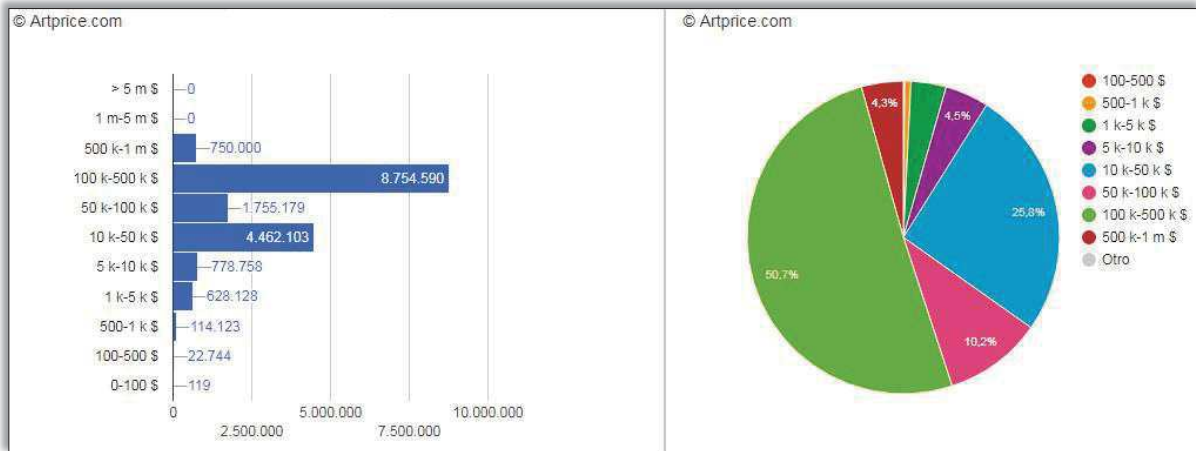 © Artprice.com
> 5 m $ 0
1 m-5 m $ 0
500 k-1 m $ 750.000
100 k-500 k $ 8.754.590
50 k-100 k $ 1.755.179
10 k-50 k $ 4.462.103
5 k-10 k $ 778.758
1 k-5 k $ 628.128
500-1 k $ 114.123
100-500 $ 22.744
0-100 $ 119
0 5.000.000 10.000.000
2.500.000 7.500.000
© Artprice.com
4,3%
4,5%
25,8%
50,7%
10,2%
100-500 $
500-1 k $
1 k-5 k $
5 k-10 k $
10 k-50 k $
50 k-100 k $
100 k-500 k $
500 k-1 m $
Otro